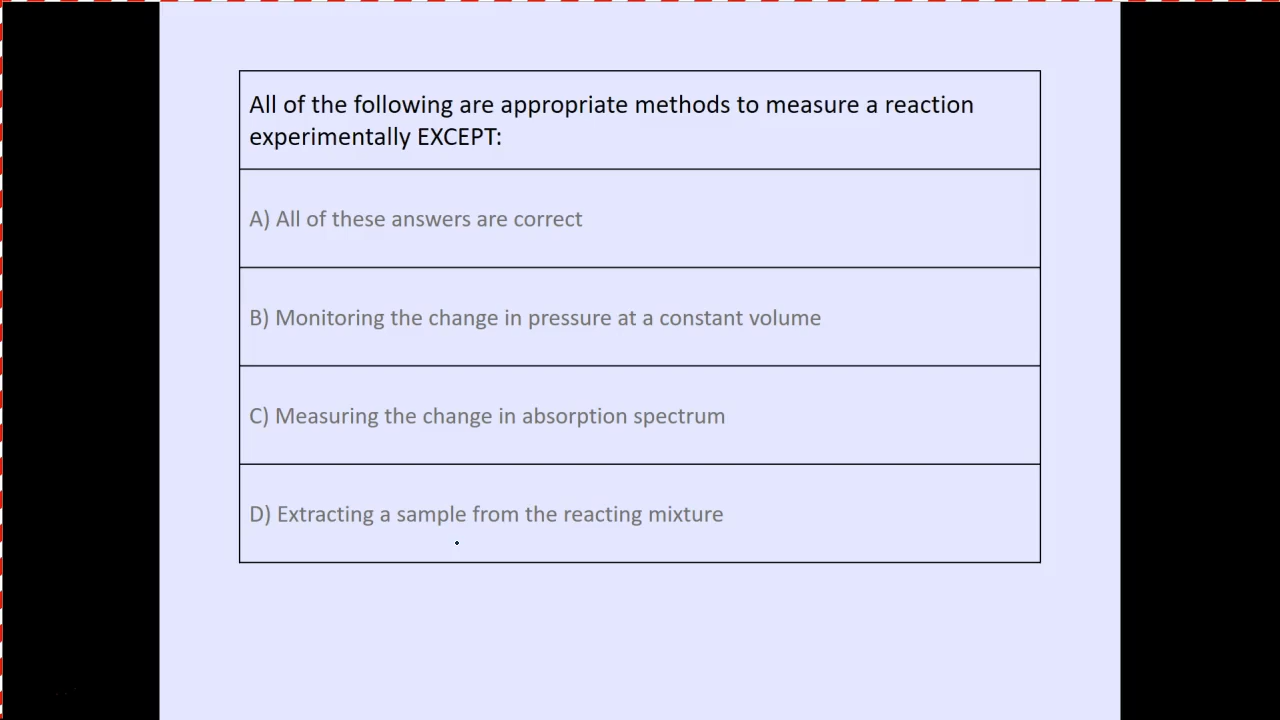 All of the following are appropriate methods to measure a reaction
experimentally EXCEPT:
A) All of these answers are correct
B) Monitoring the change in pressure at a constant volume
C) Measuring the change in absorption spectrum
D) Extracting a sample from the reacting mixture